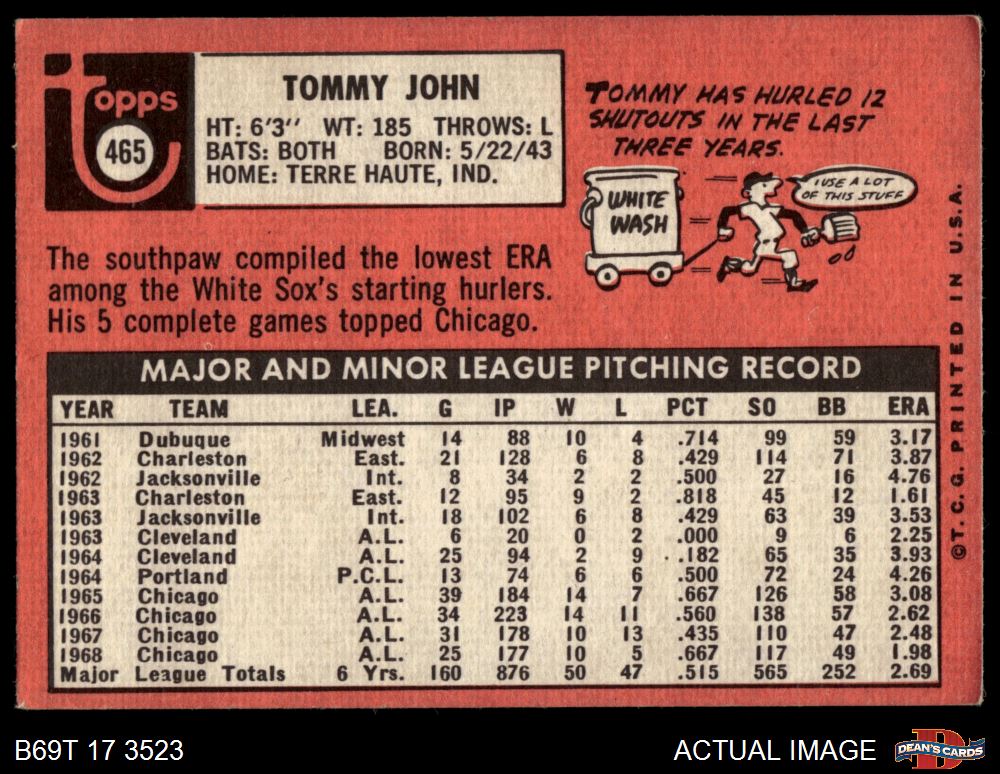 Topps
465
TOMMY JOHN
HT: 6'3" WT: 185 THROWS: L
BATS: BOTH BORN: 5/22/43
HOME: TERRE HAUTE, IND.
TOMMY HAS HURLED 12
SHUTOUTS IN THE LAST
THREE YEARS.
WHITE
WASH
I USE A LOT
OF THIS STUFF
The southpaw compiled the lowest ERA
among the White Sox's starting hurlers.
His 5 complete games topped Chicago.
MAJOR AND MINOR LEAGUE PITCHING RECORD
YEAR TEAM LEA. G IP W L PCT SO BB ERA
1961 Dubuque Midwest 14 88 10 4 .714 99 59 3.17
1962 Charleston East. 21 128 6 8 .429 114 71 3.87
1962 Jacksonville Int. 8 34 2 2 .500 27 16 4.76
1963 Charleston East. 12 95 9 2 .818 45 12 1.61
1963 Jacksonville Int. 18 102 6 8 .429 63 39 3.53
1963 Cleveland A.L. 6 20 0 2 .000 9 6 2.25
1964 Cleveland A.L. 25 94 2 9 .182 65 35 3.93
1964 Portland P.C.L. 13 74 6 6 .500 72 24 4.26
1965 Chicago A.L. 39 184 14 7 .667 126 58 3.08
1966 Chicago A.L. 34 223 14 11 .560 138 57 2.62
1967 Chicago A.L. 31 178 10 13 .435 110 47 2.48
1968 Chicago A.L. 25 177 10 5 .667 117 49 1.98
Major League Totals 6 Yrs. 160 876 50 47 .515 565 252 2.69
©T.C.G. PRINTED IN U.S.A.
B69T 17 3523
ACTUAL IMAGE
DEAN'S CARDS